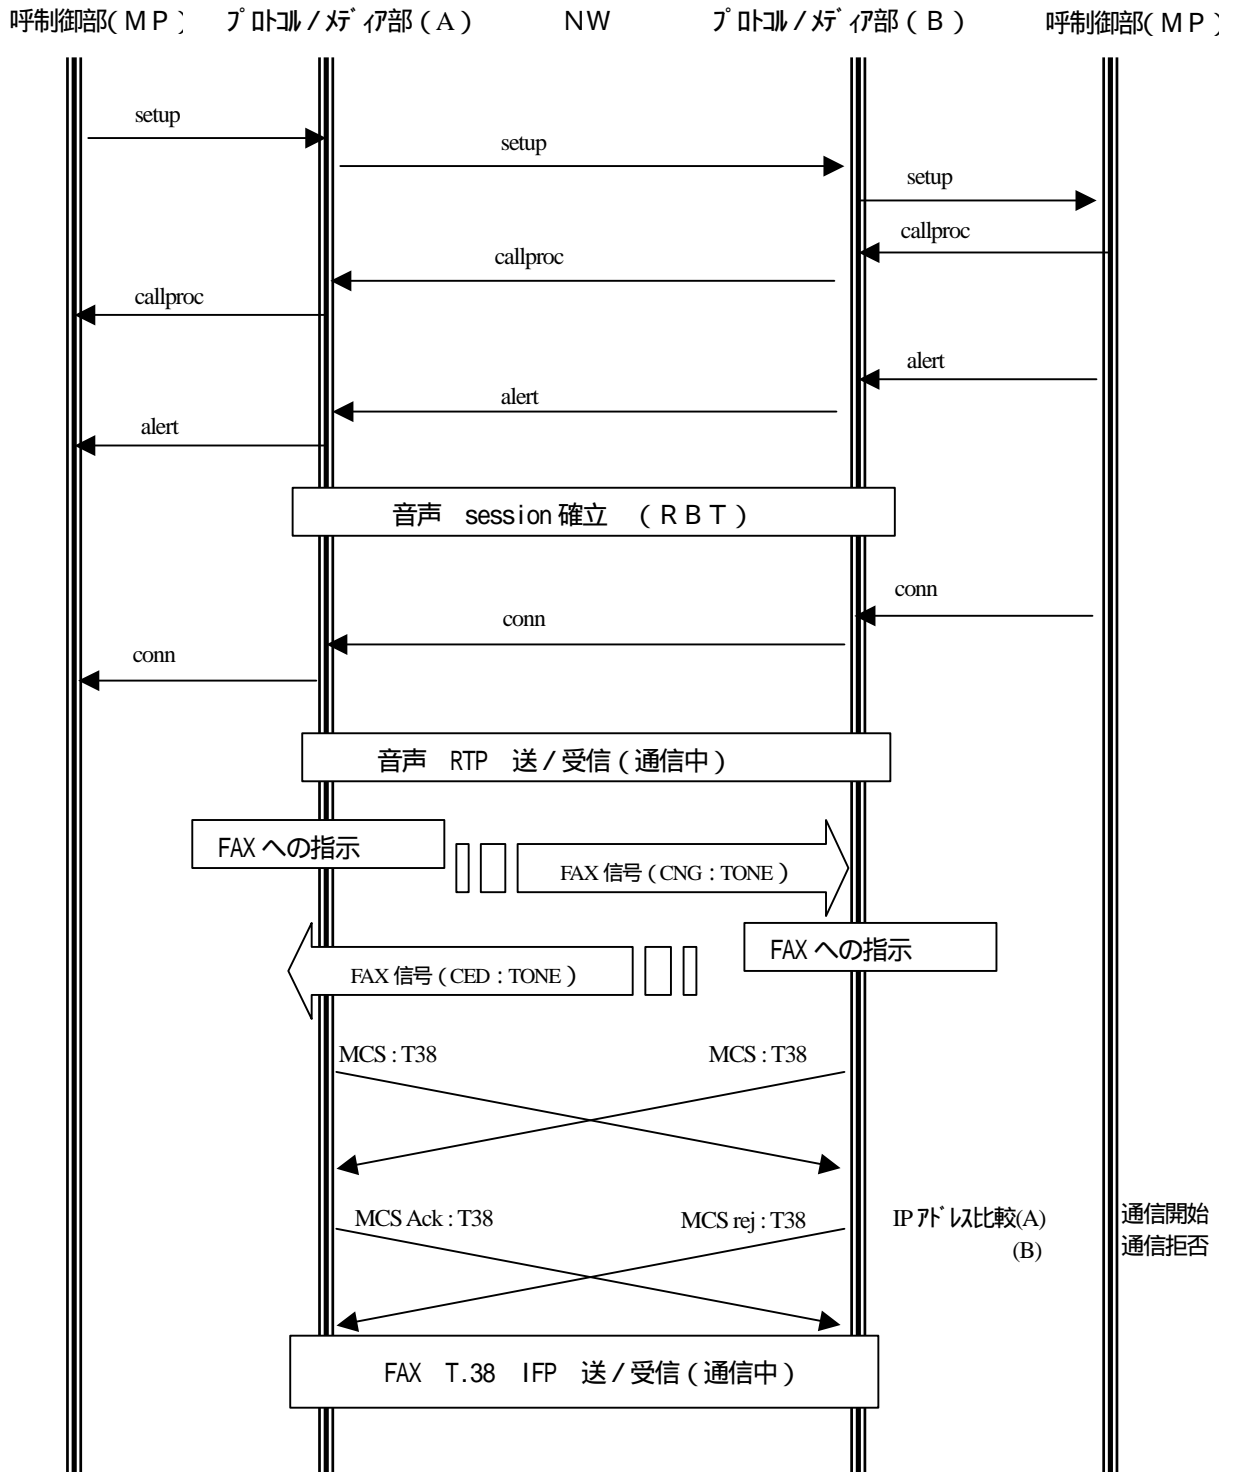 呼制御部(ＭＰ)
ﾌﾟﾛﾄｺﾙ/ﾒﾃﾞｨｱ部(A)
ＮＷ
ﾌﾟﾛﾄｺﾙ/ﾒﾃﾞｨｱ部(B)
呼制御部(ＭＰ)
setup
setup
setup
callproc
callproc
callproc
alert
alert
alert
音声　session 確立　(ＲＢＴ)
conn
conn
conn
音声　RTP　送/受信(通信中)
FAX への指示
FAX 信号(CNG：TONE)
FAX への指示
FAX 信号(CED：TONE)
MCS : T38
MCS : T38
MCS Ack : T38
MCS rej : T38
IP ｱﾄﾞﾚｽ比較(A)
(B)
通信開始
通信拒否
FAX　T.38　IFP　送/受信(通信中)